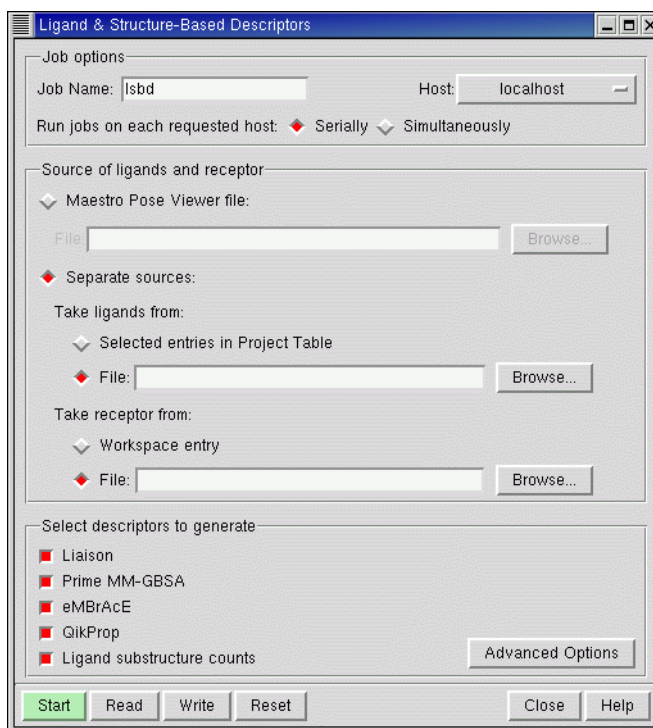 Ligand & Structure-Based Descriptors
Job options
Job Name: lsbd Host: localhost
Run jobs on each requested host: Serially Simultaneously
Source of ligands and receptor
Maestro Pose Viewer file:
File: Browse...
Separate sources:
Take ligands from:
Selected entries in Project Table
File: Browse...
Take receptor from:
Workspace entry
File: Browse...
Select descriptors to generate
Liaison
Prime MM-GBSA
eMBrAcE
QikProp
Ligand substructure counts Advanced Options
Start Read Write Reset Close Help